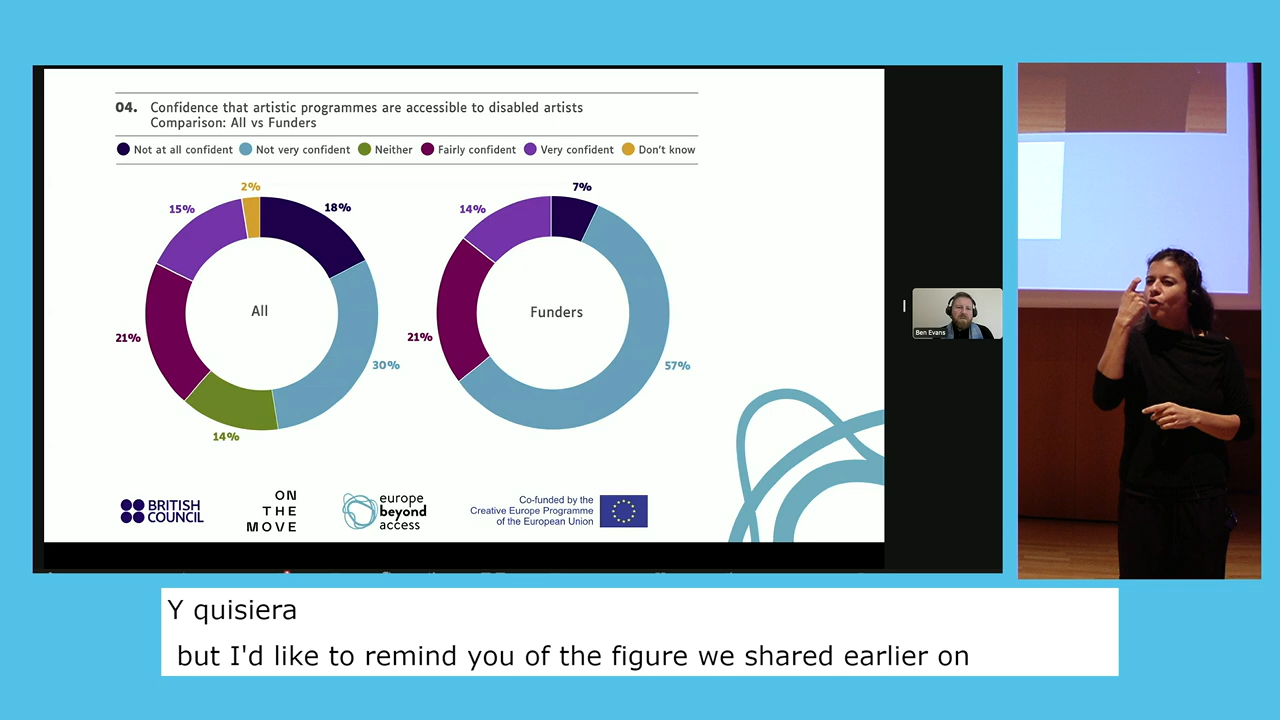 04. Confidence that artistic programmes are accessible to disabled artists
Comparison: All vs Funders
Not at all confident Not very confident Neither Fairly confident Very confident Don't know
2%
18%
15%
21%
30%
14%
All
7%
14%
21%
57%
Funders
BRITISH
COUNCIL
ON
THE
MOVE
europe
beyond
access
Co-funded by the
Creative Europe Programme
of the European Union
Ben Evans
Y quisiera
but I'd like to remind you of the figure we shared earlier on